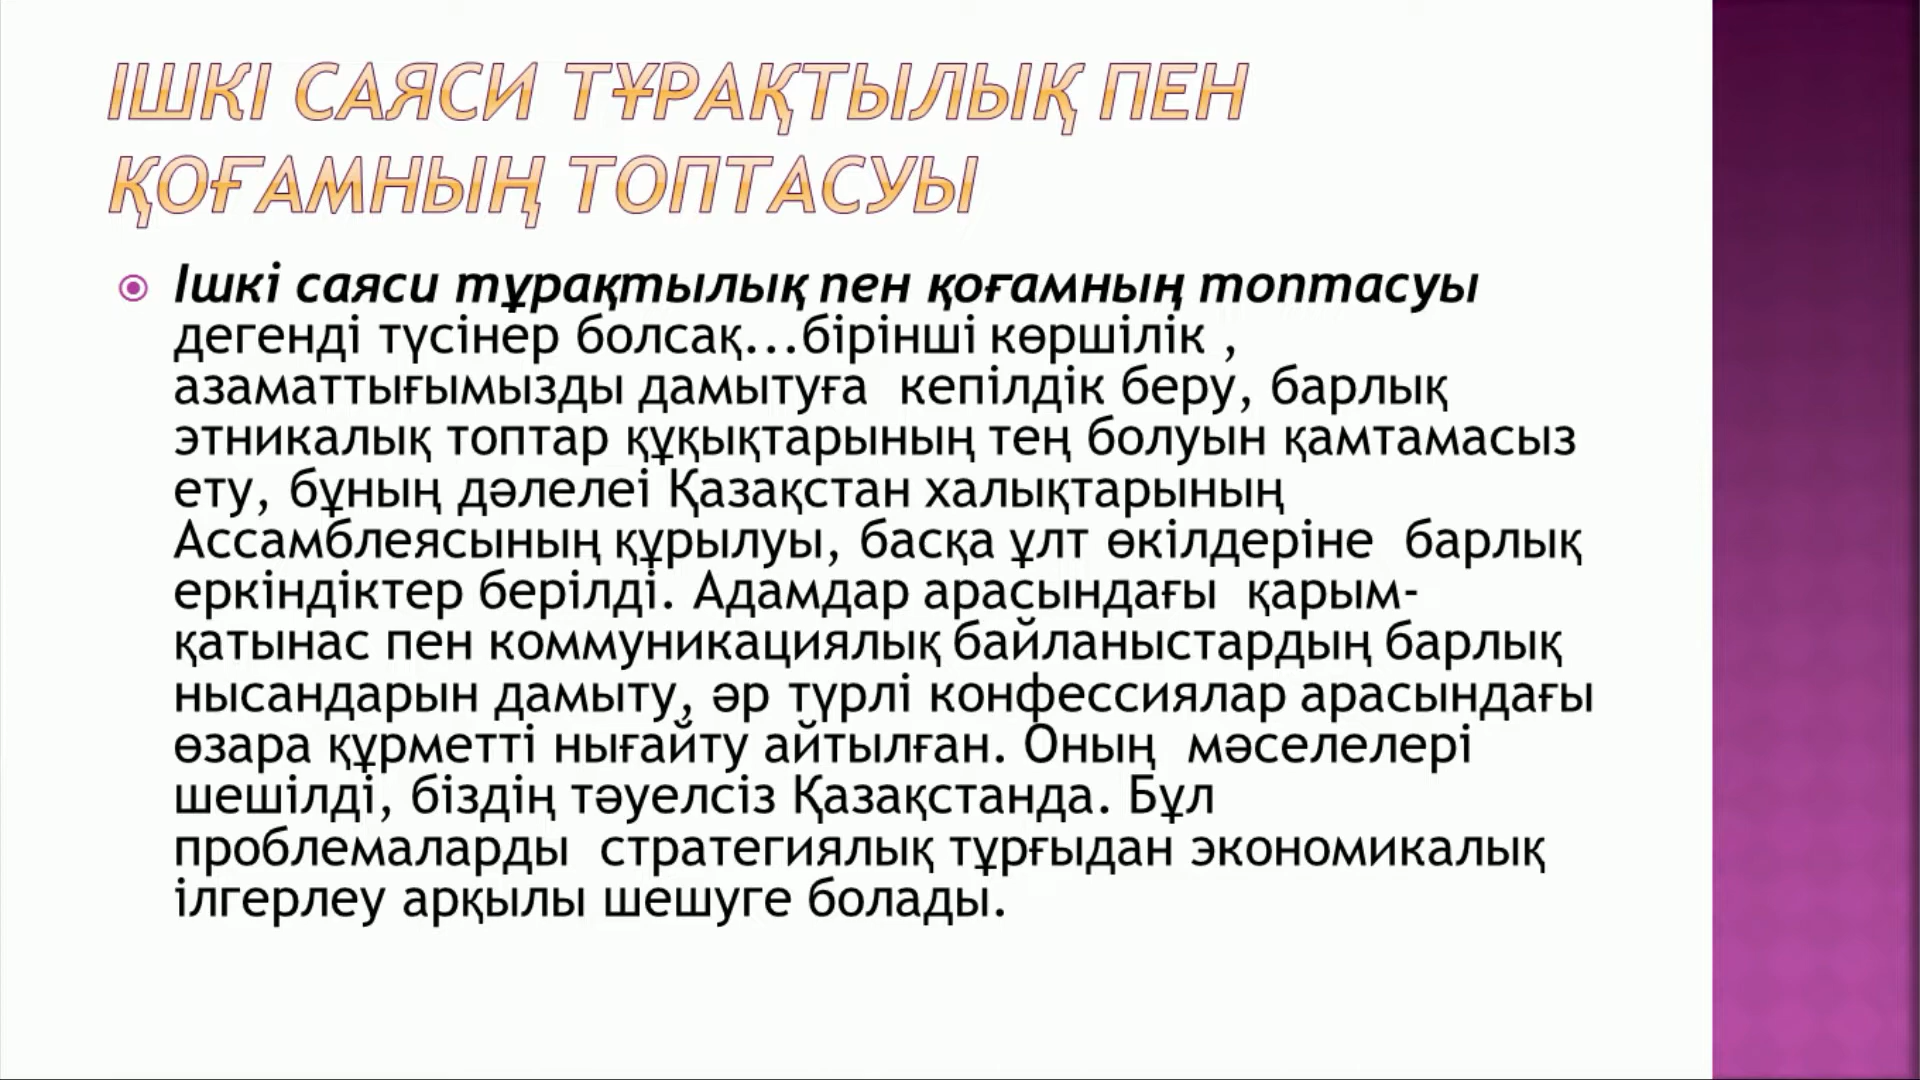 ІШКІ САЯСИ ТҰРАҚТЫЛЫҚ ПЕН
ҚОҒАМНЫҢ ТОПТАСУЫ
Ішкі саяси тұрақтылық пен қоғамның топтасуы
дегенді түсінер болсақ...бірінші көршілік ,
азаматтығымызды дамытуға кепілдік беру, барлық
этникалық топтар құқықтарының тең болуын қамтамасыз
ету, бұның дәлелеі Қазақстан халықтарының
Ассамблеясының құрылуы, басқа ұлт өкілдеріне барлық
еркіндіктер берілді. Адамдар арасындағы қарым-
қатынас пен коммуникациялық байланыстардың барлық
нысандарын дамыту, әр түрлі конфессиялар арасындағы
өзара құрметті нығайту айтылған. Оның мәселелері
шешілді, біздің тәуелсіз Қазақстанда. Бұл
проблемаларды стратегиялық тұрғыдан экономикалық
ілгерлеу арқылы шешуге болады.